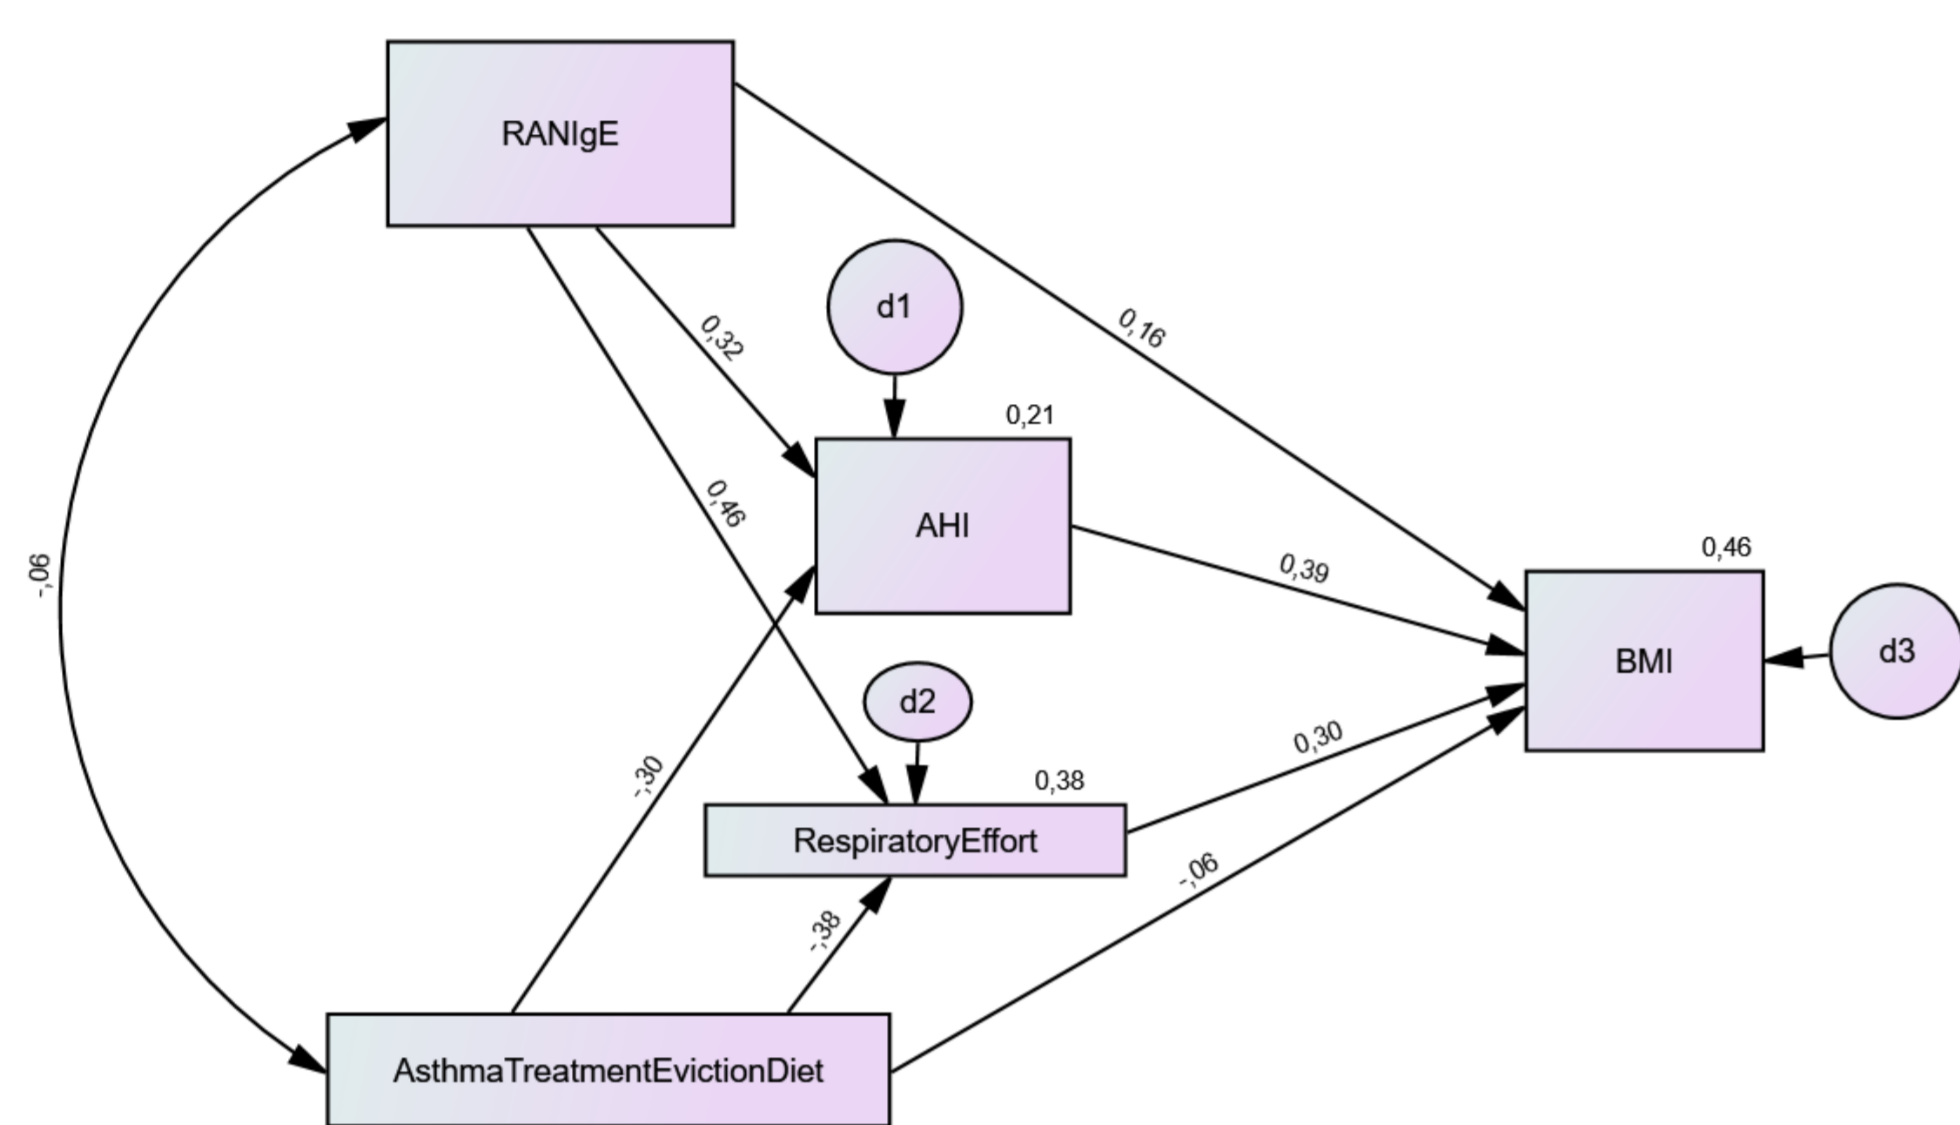 RANIgE
d1
0,16
0,32
0,21
0,46
AHI
-,06
0,39
0,46
BMI
d3
d2
0,30
-,30
0,38
RespiratoryEffort
-,06
-,38
AsthmaTreatmentEvictionDiet